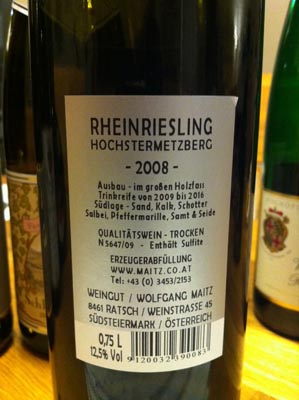 RHEINRIESLING
HOCHSTERMETZBERG
- 2008 -
Ausbau - im großen Holzfass
Trinkreife von 2009 bis 2016
Südlage - Sand, Kalk, Schotter
Salbei, Pfeffermarille, Samt & Seide
QUALITÄTSWEIN - TROCKEN
N 5647/09 - Enthält Sulfite
ERZEUGERABFÜLLUNG
WWW.MAITZ.CO.AT
Tel: +43 (0) 3453/2153
WEINGUT / WOLFGANG MAITZ
8461 RATSCH / WEINSTRASSE 45
SÜDSTEIERMARK / ÖSTERREICH
0,75 L
12,5% Vol
9120032390083